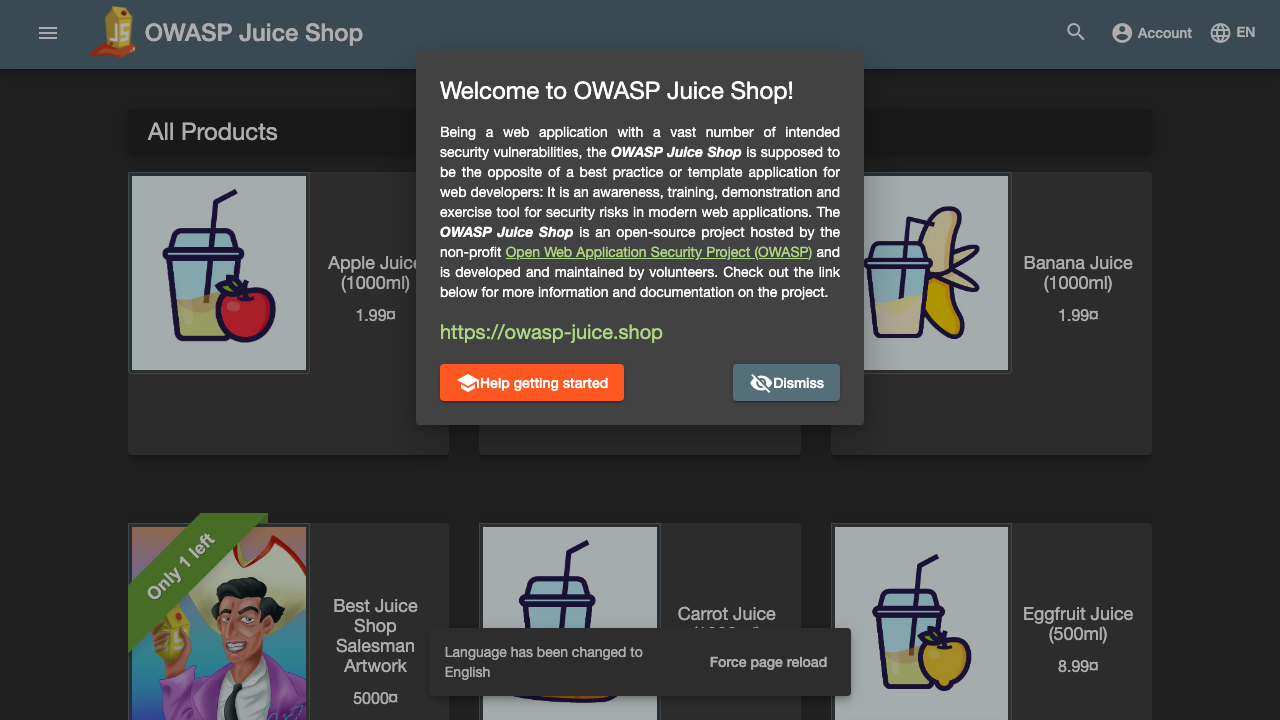 OWASP Juice Shop
Account
EN
Welcome to OWASP Juice Shop!
Being a web application with a vast number of intended
security vulnerabilities, the OWASP Juice Shop is supposed to
be the opposite of a best practice or template application for
web developers: It is an awareness, training, demonstration and
exercise tool for security risks in modern web applications. The
OWASP Juice Shop is an open-source project hosted by the
non-profit Open Web Application Security Project (OWASP) and
is developed and maintained by volunteers. Check out the link
below for more information and documentation on the project.
https://owasp-juice.shop
Help getting started
Dismiss
All Products
Apple Juice
(1000ml)
1.99¤
Banana Juice
(1000ml)
1.99¤
Only 1 left
Best Juice
Shop
Salesman
Artwork
5000¤
Carrot Juice
Eggfruit Juice
(500ml)
8.99¤
Language has been changed to
English
Force page reload